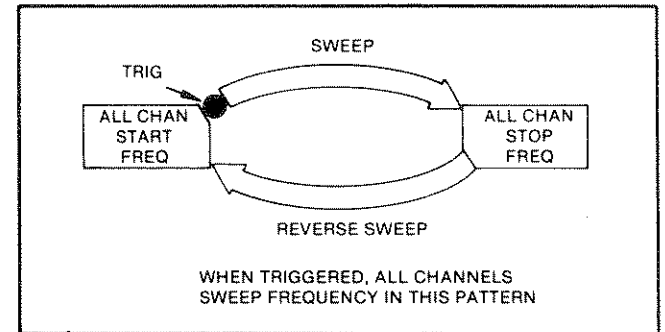 SWEEP
TRIG
ALL CHAN
START
FREQ
ALL CHAN
STOP
FREQ
REVERSE SWEEP
WHEN TRIGGERED, ALL CHANNELS
SWEEP FREQUENCY IN THIS PATTERN